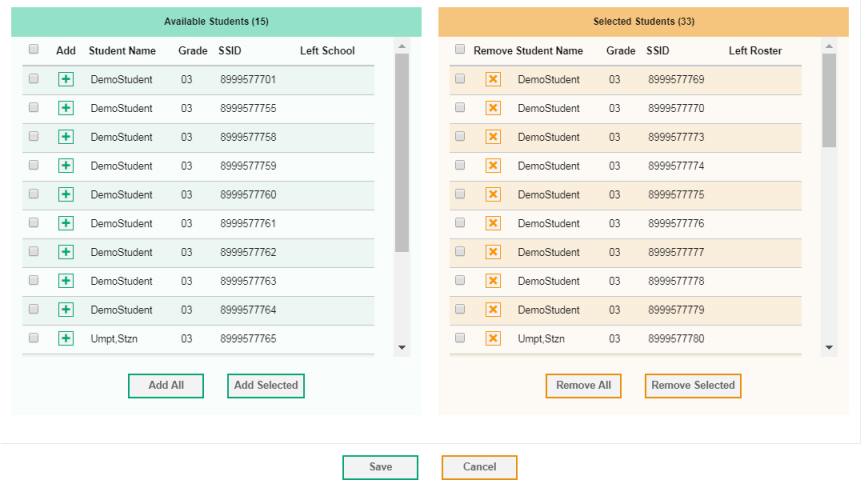 Available Students (15)
Add Student Name Grade SSID Left School
DemoStudent 03 8999577701
DemoStudent 03 8999577755
DemoStudent 03 8999577758
DemoStudent 03 8999577759
DemoStudent 03 8999577760
DemoStudent 03 8999577761
DemoStudent 03 8999577762
DemoStudent 03 8999577763
DemoStudent 03 8999577764
Umpt,Stzn 03 8999577765
Add All Add Selected
Selected Students (33)
Remove Student Name Grade SSID Left Roster
DemoStudent 03 8999577769
DemoStudent 03 8999577770
DemoStudent 03 8999577773
DemoStudent 03 8999577774
DemoStudent 03 8999577775
DemoStudent 03 8999577776
DemoStudent 03 8999577777
DemoStudent 03 8999577778
DemoStudent 03 8999577779
Umpt,Stzn 03 8999577780
Remove All Remove Selected
Save Cancel